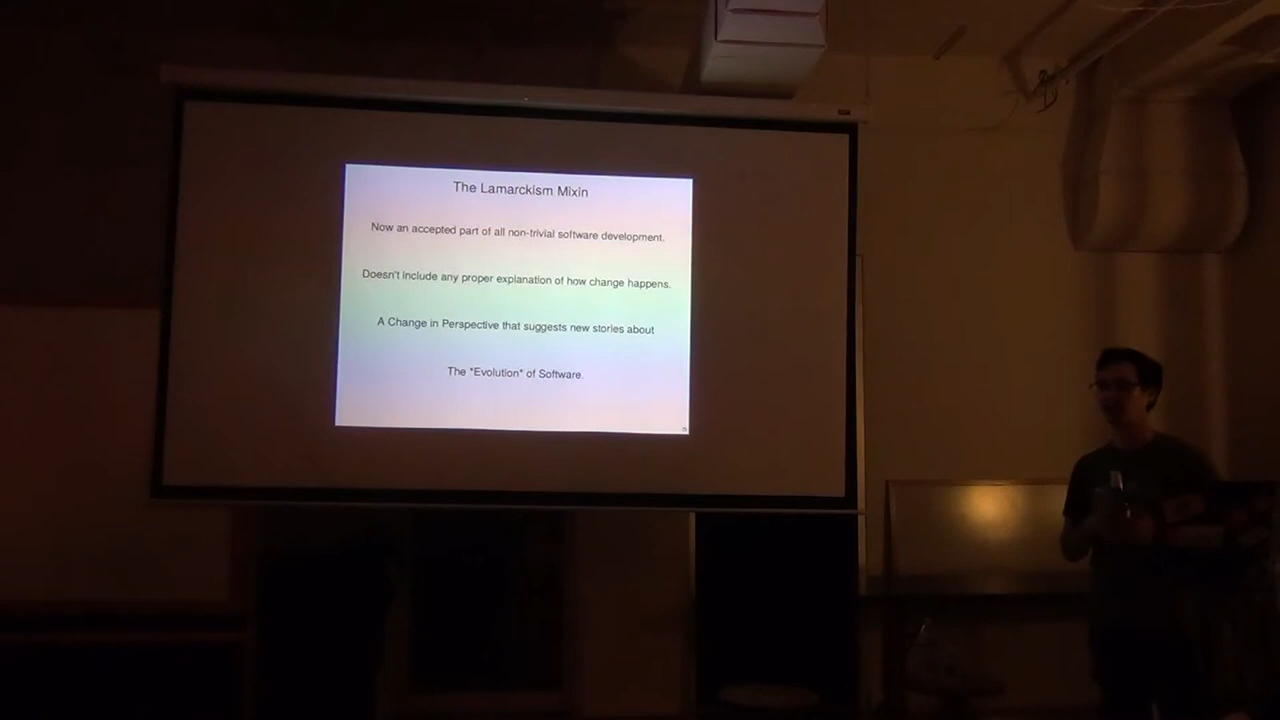 The Lamarckism Mixin
Now an accepted part of all non-trivial software development.
Doesn't include any proper explanation of how change happens.
A Change in Perspective that suggests new stories about
The *Evolution* of Software.